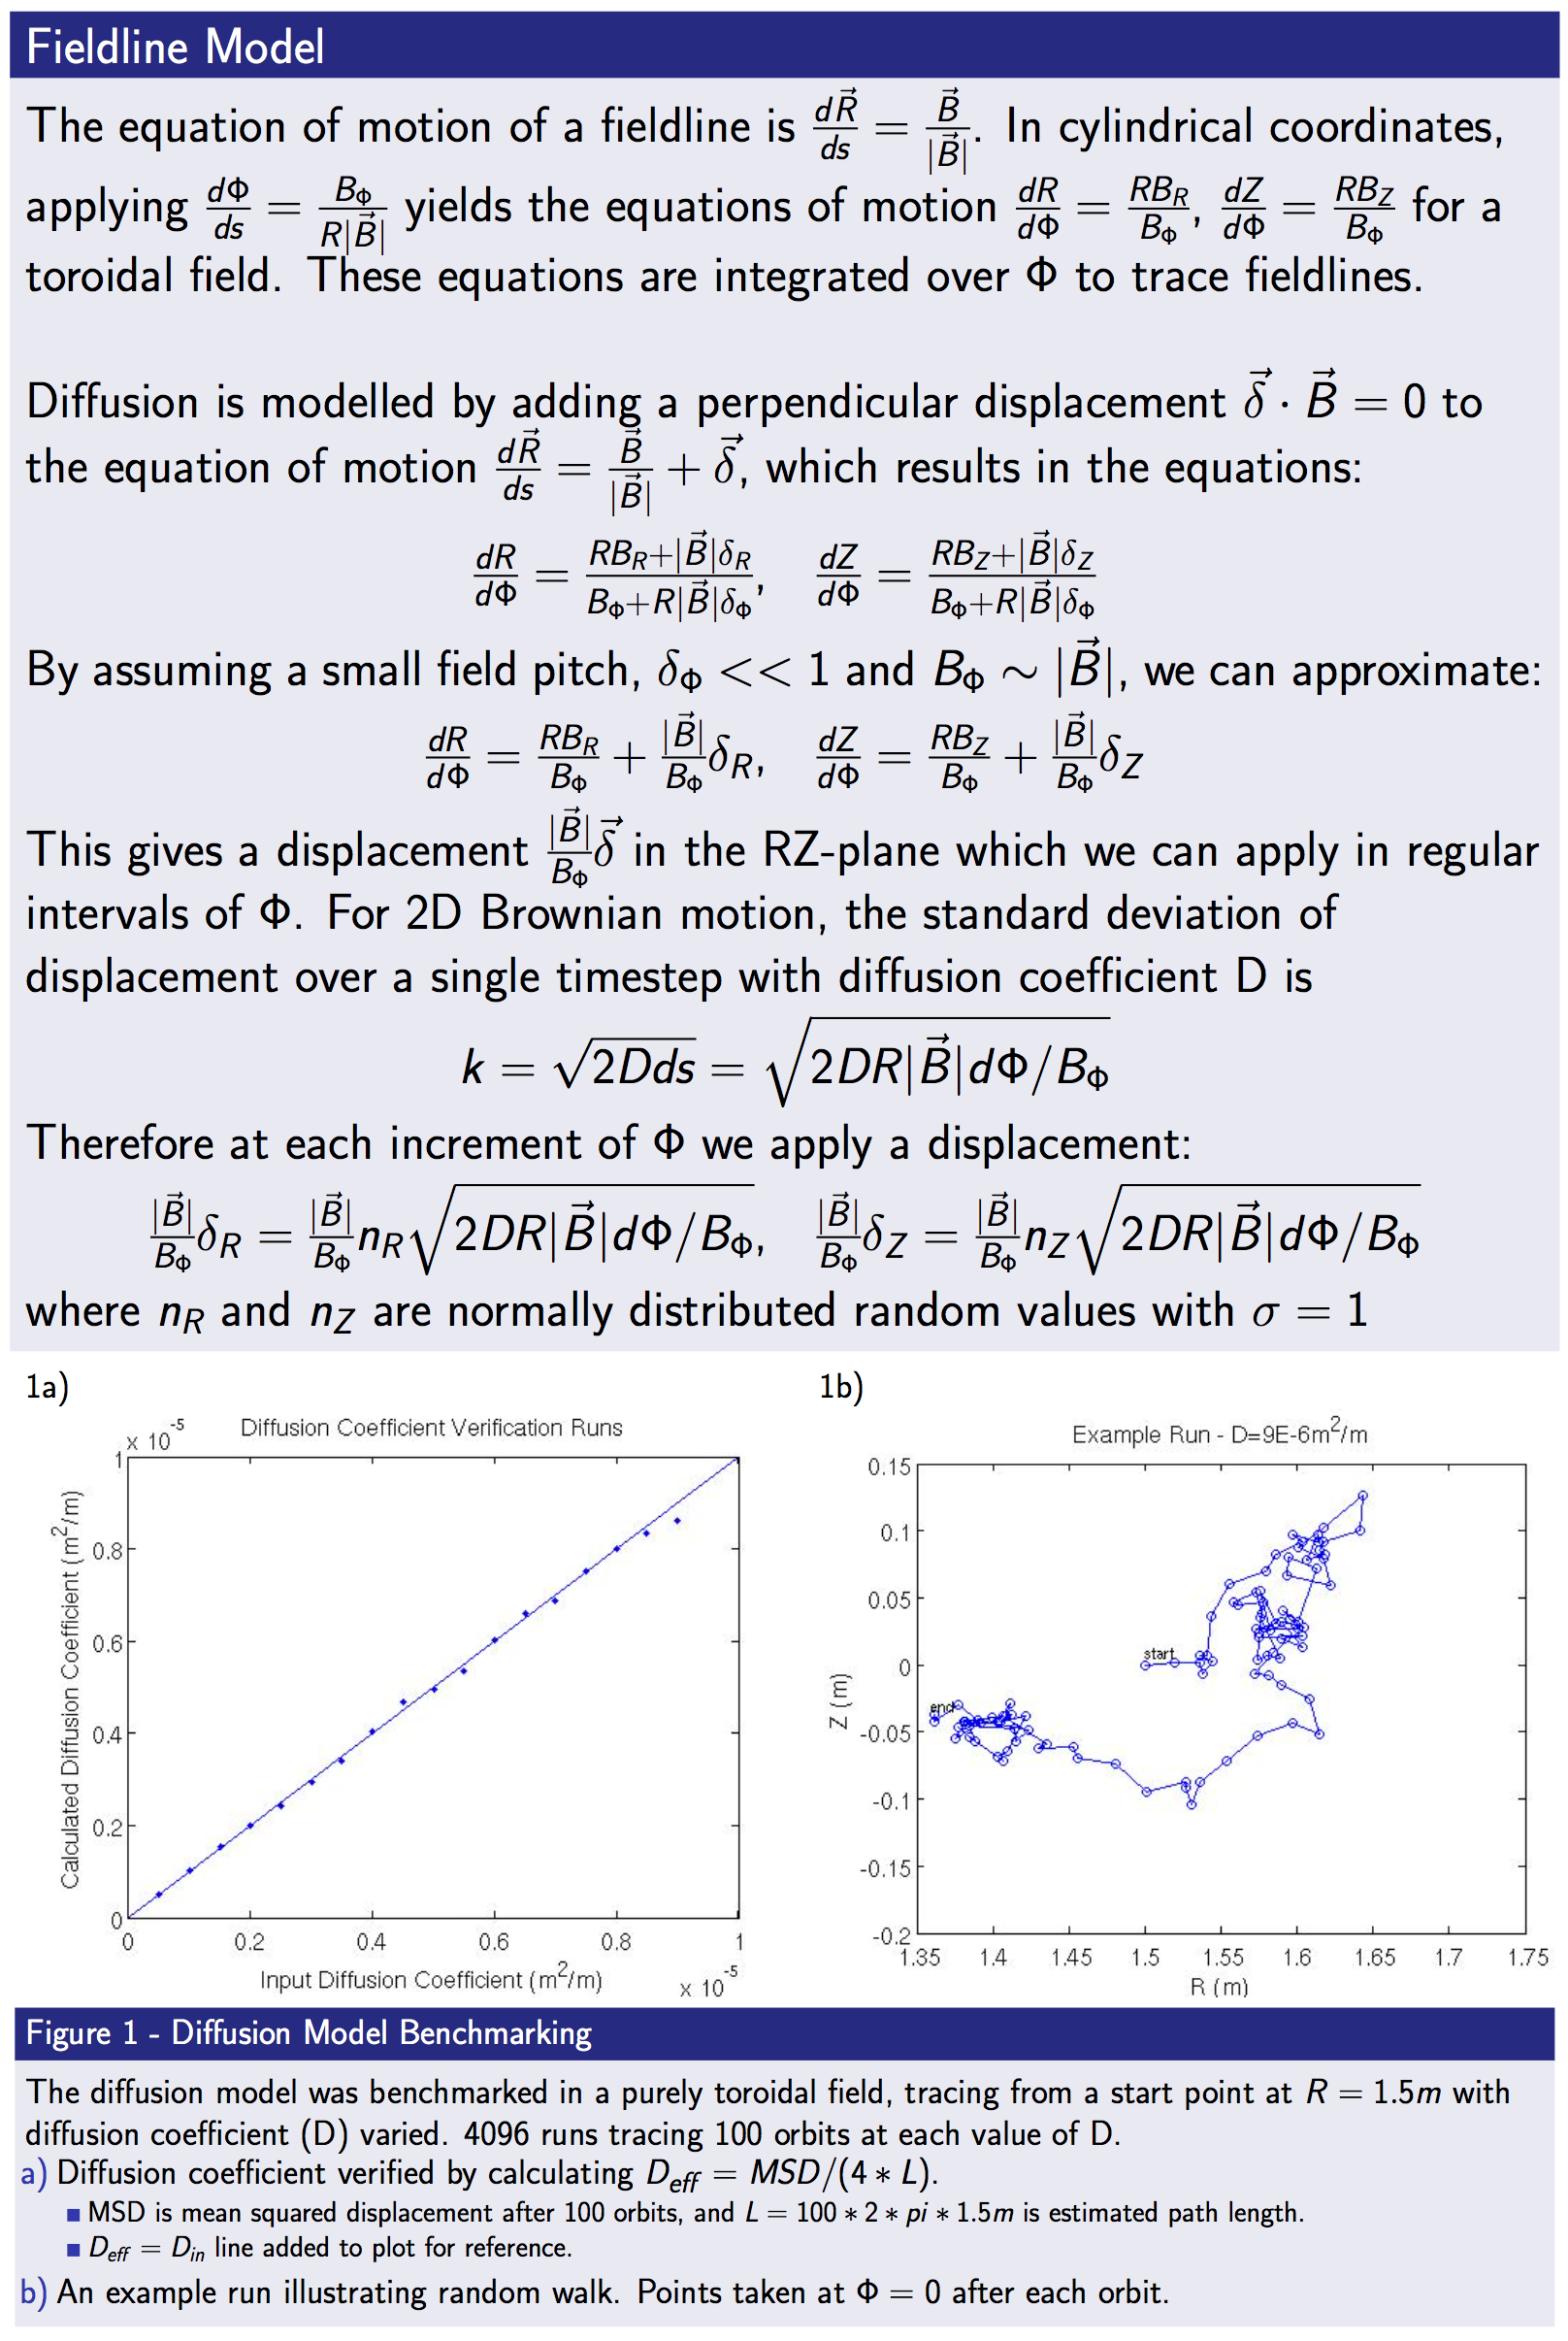 Fieldline Model
The equation of motion of a fieldline is $\frac{d\vec{R}}{ds} = \frac{\vec{B}}{|\vec{B}|}$. In cylindrical coordinates,
applying $\frac{d\Phi}{ds} = \frac{B_\Phi}{R|\vec{B}|}$ yields the equations of motion $\frac{dR}{d\Phi} = \frac{RB_R}{B_\Phi}$, $\frac{dZ}{d\Phi} = \frac{RB_Z}{B_\Phi}$ for a
toroidal field. These equations are integrated over Φ to trace fieldlines.
Diffusion is modelled by adding a perpendicular displacement $\vec{\delta} \cdot \vec{B} = 0$ to
the equation of motion $\frac{d\vec{R}}{ds} = \frac{\vec{B}}{|\vec{B}|} + \vec{\delta}$, which results in the equations:
$\frac{dR}{d\Phi} = \frac{RB_R+|\vec{B}|\delta_R}{B_\Phi+R|\vec{B}|\delta_\Phi}$, $\frac{dZ}{d\Phi} = \frac{RB_Z+|\vec{B}|\delta_Z}{B_\Phi+R|\vec{B}|\delta_\Phi}$
By assuming a small field pitch, $\delta_\Phi << 1$ and $B_\Phi \sim |\vec{B}|$, we can approximate:
$\frac{dR}{d\Phi} = \frac{RB_R}{B_\Phi} + \frac{|\vec{B}|}{B_\Phi}\delta_R$, $\frac{dZ}{d\Phi} = \frac{RB_Z}{B_\Phi} + \frac{|\vec{B}|}{B_\Phi}\delta_Z$
This gives a displacement $\frac{|\vec{B}|}{B_\Phi}\vec{\delta}$ in the RZ-plane which we can apply in regular
intervals of Φ. For 2D Brownian motion, the standard deviation of
displacement over a single timestep with diffusion coefficient D is
$k = \sqrt{2Dds} = \sqrt{2DR|\vec{B}|d\Phi/B_\Phi}$
Therefore at each increment of Φ we apply a displacement:
$\frac{|\vec{B}|}{B_\Phi}\delta_R = \frac{|\vec{B}|}{B_\Phi}n_R\sqrt{2DR|\vec{B}|d\Phi/B_\Phi}$, $\frac{|\vec{B}|}{B_\Phi}\delta_Z = \frac{|\vec{B}|}{B_\Phi}n_Z\sqrt{2DR|\vec{B}|d\Phi/B_\Phi}$
where $n_R$ and $n_Z$ are normally distributed random values with $\sigma = 1$
1a)
x 10^-5
Diffusion Coefficient Verification Runs
Calculated Diffusion Coefficient (m²/m)
1
0.8
0.6
0.4
0.2
0
0 0.2 0.4 0.6 0.8 1
Input Diffusion Coefficient (m²/m)
x 10^-5
1b)
Example Run - D=9E-6m²/m
Z (m)
0.15
0.1
0.05
0
-0.05
-0.1
-0.15
-0.2
start
end
1.35 1.4 1.45 1.5 1.55 1.6 1.65 1.7 1.75
R (m)
Figure 1 - Diffusion Model Benchmarking
The diffusion model was benchmarked in a purely toroidal field, tracing from a start point at $R = 1.5m$ with
diffusion coefficient (D) varied. 4096 runs tracing 100 orbits at each value of D.
a) Diffusion coefficient verified by calculating $D_{eff} = MSD/(4 * L)$.
■ MSD is mean squared displacement after 100 orbits, and $L = 100 * 2 * pi * 1.5m$ is estimated path length.
■ $D_{eff} = D_{in}$ line added to plot for reference.
b) An example run illustrating random walk. Points taken at $\Phi = 0$ after each orbit.